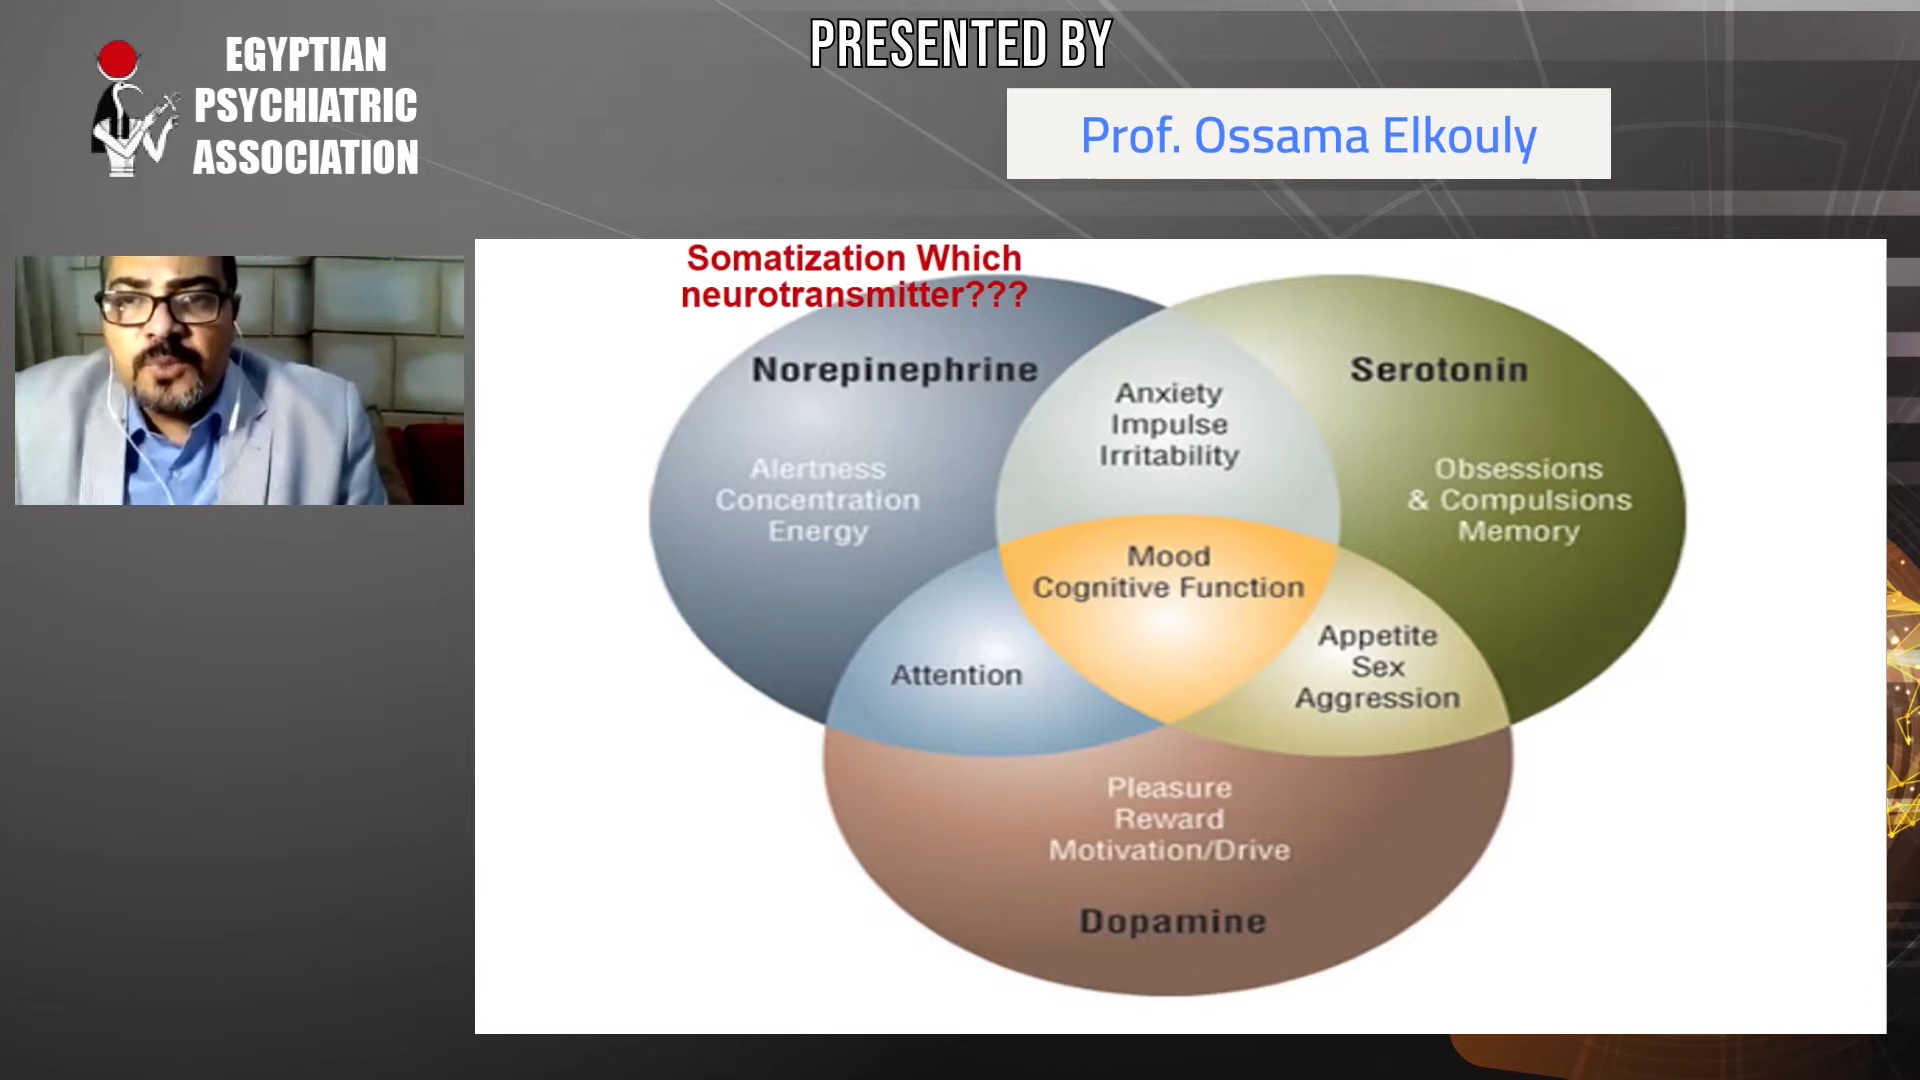 PRESENTED BY
EGYPTIAN
PSYCHIATRIC
ASSOCIATION
Prof. Ossama Elkouly
Somatization Which
neurotransmitter???
Norepinephrine
Alertness
Concentration
Energy
Anxiety
Impulse
Irritability
Serotonin
Obsessions
& Compulsions
Memory
Mood
Cognitive Function
Attention
Appetite
Sex
Aggression
Pleasure
Reward
Motivation/Drive
Dopamine